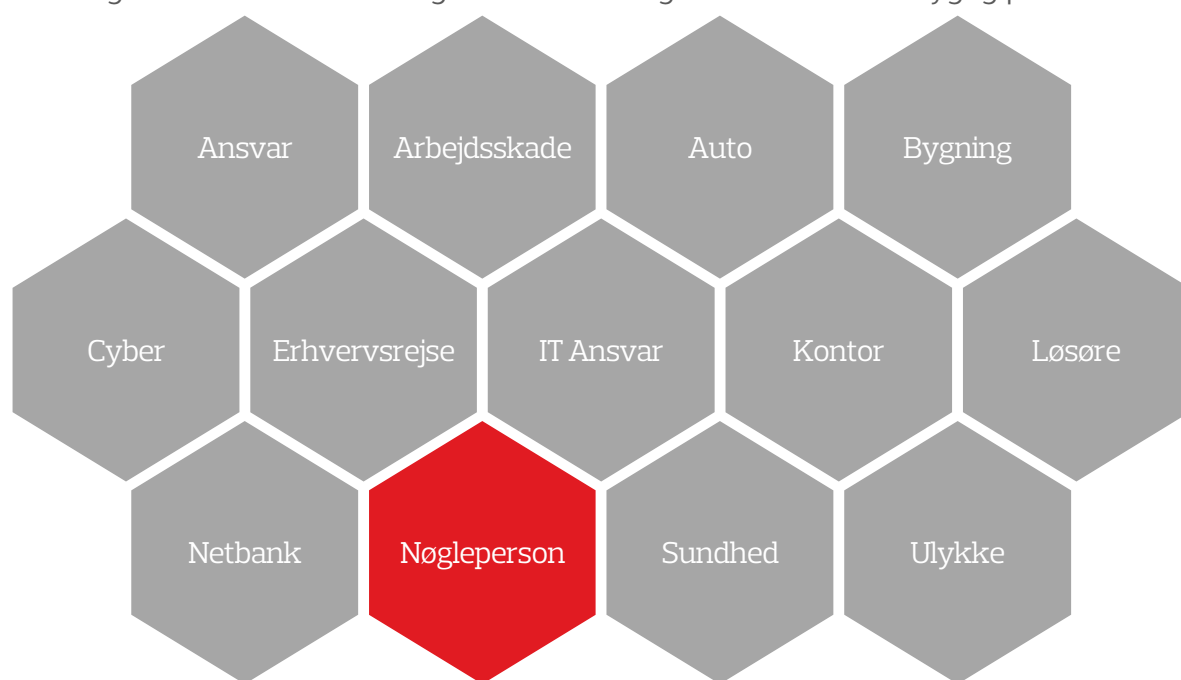 Ansvar
Arbejdsskade
Auto
Bygning
Cyber
Erhvervsrejse
IT Ansvar
Kontor
Løsøre
Netbank
Nøgleperson
Sundhed
Ulykke